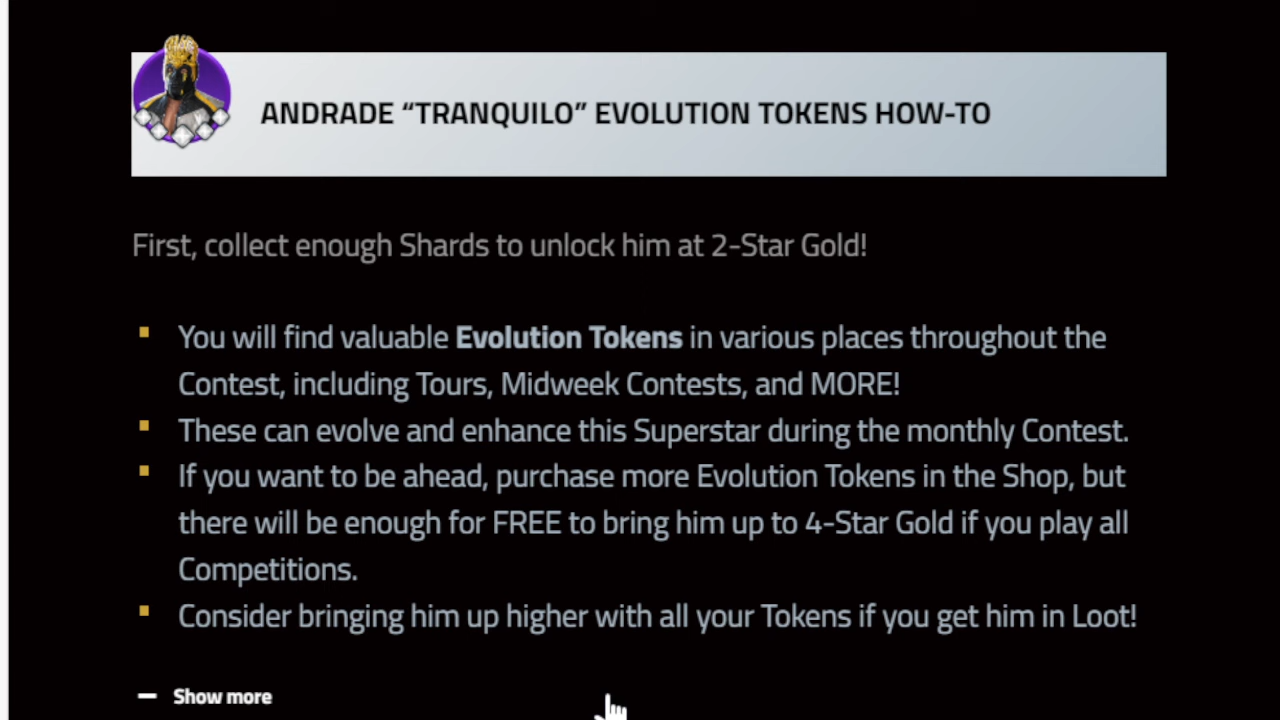 ANDRADE “TRANQUILO” EVOLUTION TOKENS HOW-TO
First, collect enough Shards to unlock him at 2-Star Gold!
You will find valuable Evolution Tokens in various places throughout the
Contest, including Tours, Midweek Contests, and MORE!
These can evolve and enhance this Superstar during the monthly Contest.
If you want to be ahead, purchase more Evolution Tokens in the Shop, but
there will be enough for FREE to bring him up to 4-Star Gold if you play all
Competitions.
Consider bringing him up higher with all your Tokens if you get him in Loot!
Show more